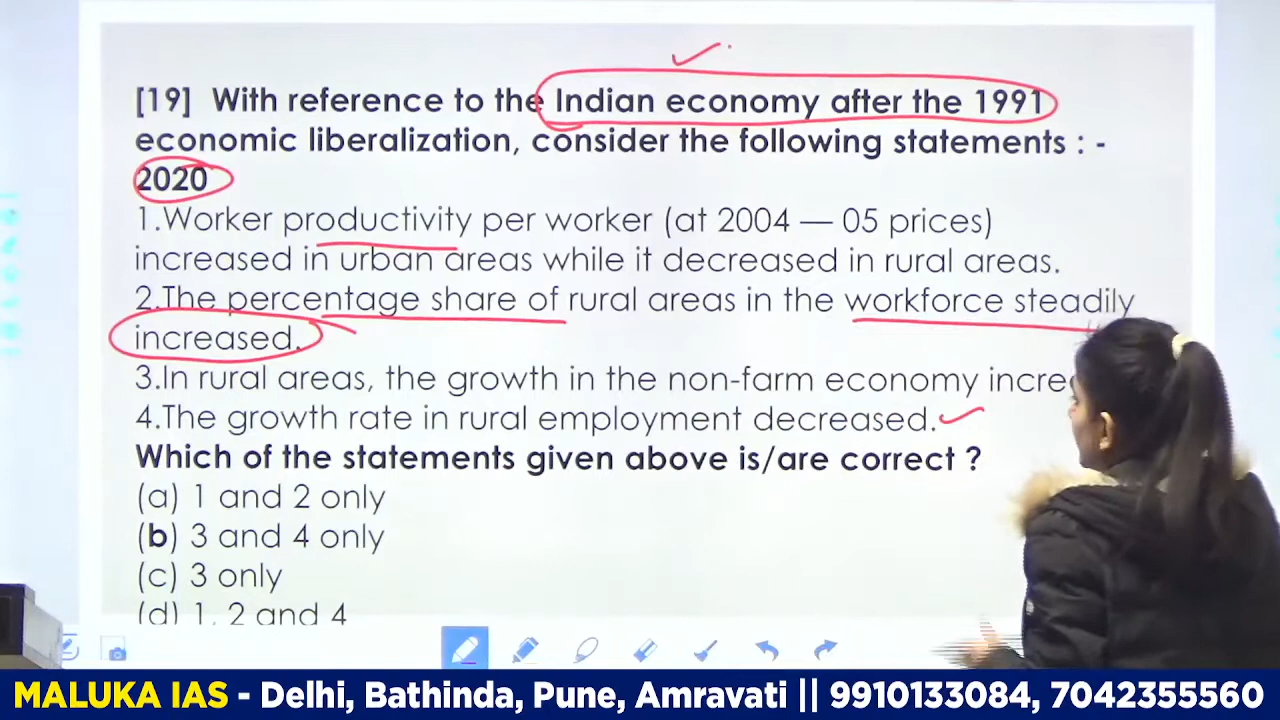 [19] With reference to the Indian economy after the 1991
economic liberalization, consider the following statements : -
2020
1.Worker productivity per worker (at 2004 — 05 prices)
increased in urban areas while it decreased in rural areas.
2.The percentage share of rural areas in the workforce steadily
increased.
3.In rural areas, the growth in the non-farm economy
4.The growth rate in rural employment decreased.
Which of the statements given above is/are correct ?
(a) 1 and 2 only
(b) 3 and 4 only
(c) 3 only
(d) 1, 2 and 4
MALUKA IAS - Delhi, Bathinda, Pune, Amravati || 9910133084, 7042355560